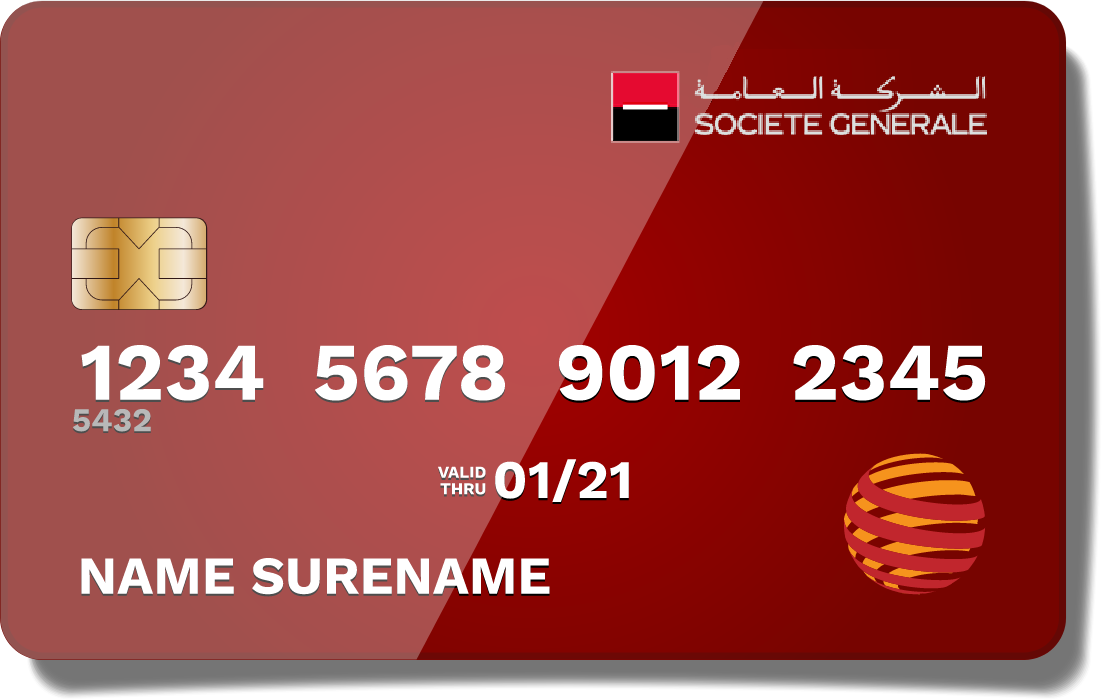 الشركة العامة
SOCIETE GENERALE
1234 5678 9012 2345
5432
VALID
THRU 01/21
NAME SURENAME